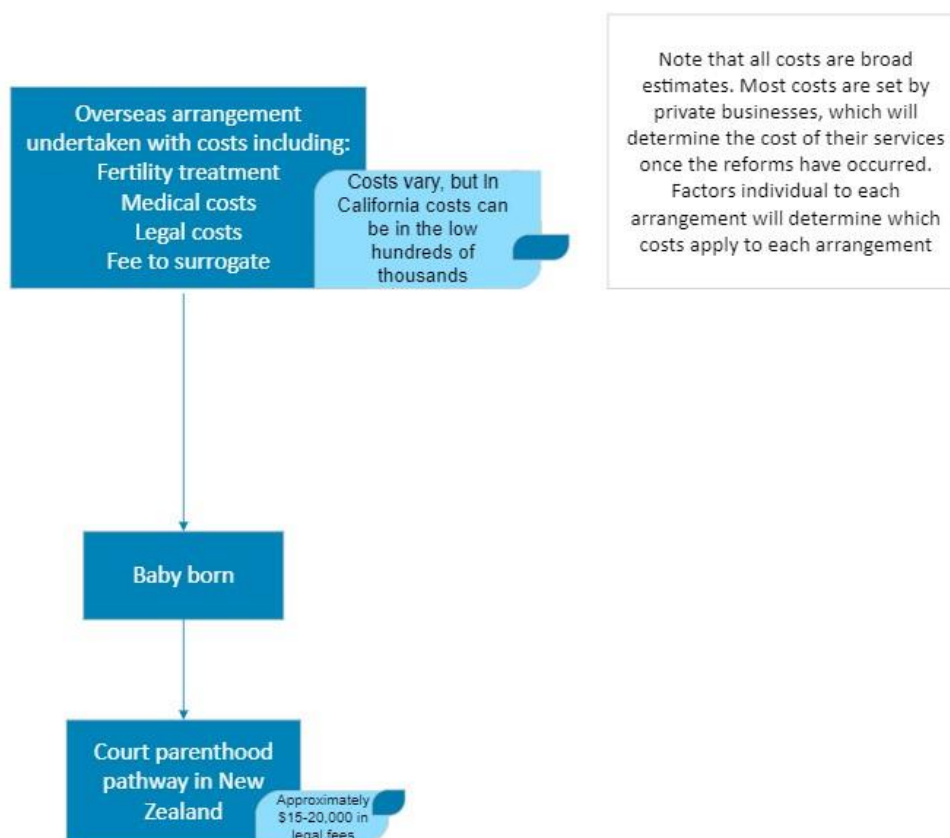 Overseas arrangement
undertaken with costs including:
Fertility treatment
Medical costs
Legal costs
Fee to surrogate
Costs vary, but In
California costs can
be in the low
hundreds of
thousands
Note that all costs are broad
estimates. Most costs are set by
private businesses, which will
determine the cost of their services
once the reforms have occurred.
Factors individual to each
arrangement will determine which
costs apply to each arrangement
Baby born
Court parenthood
pathway in New
Zealand
Approximately
$15-20,000 in
legal fees